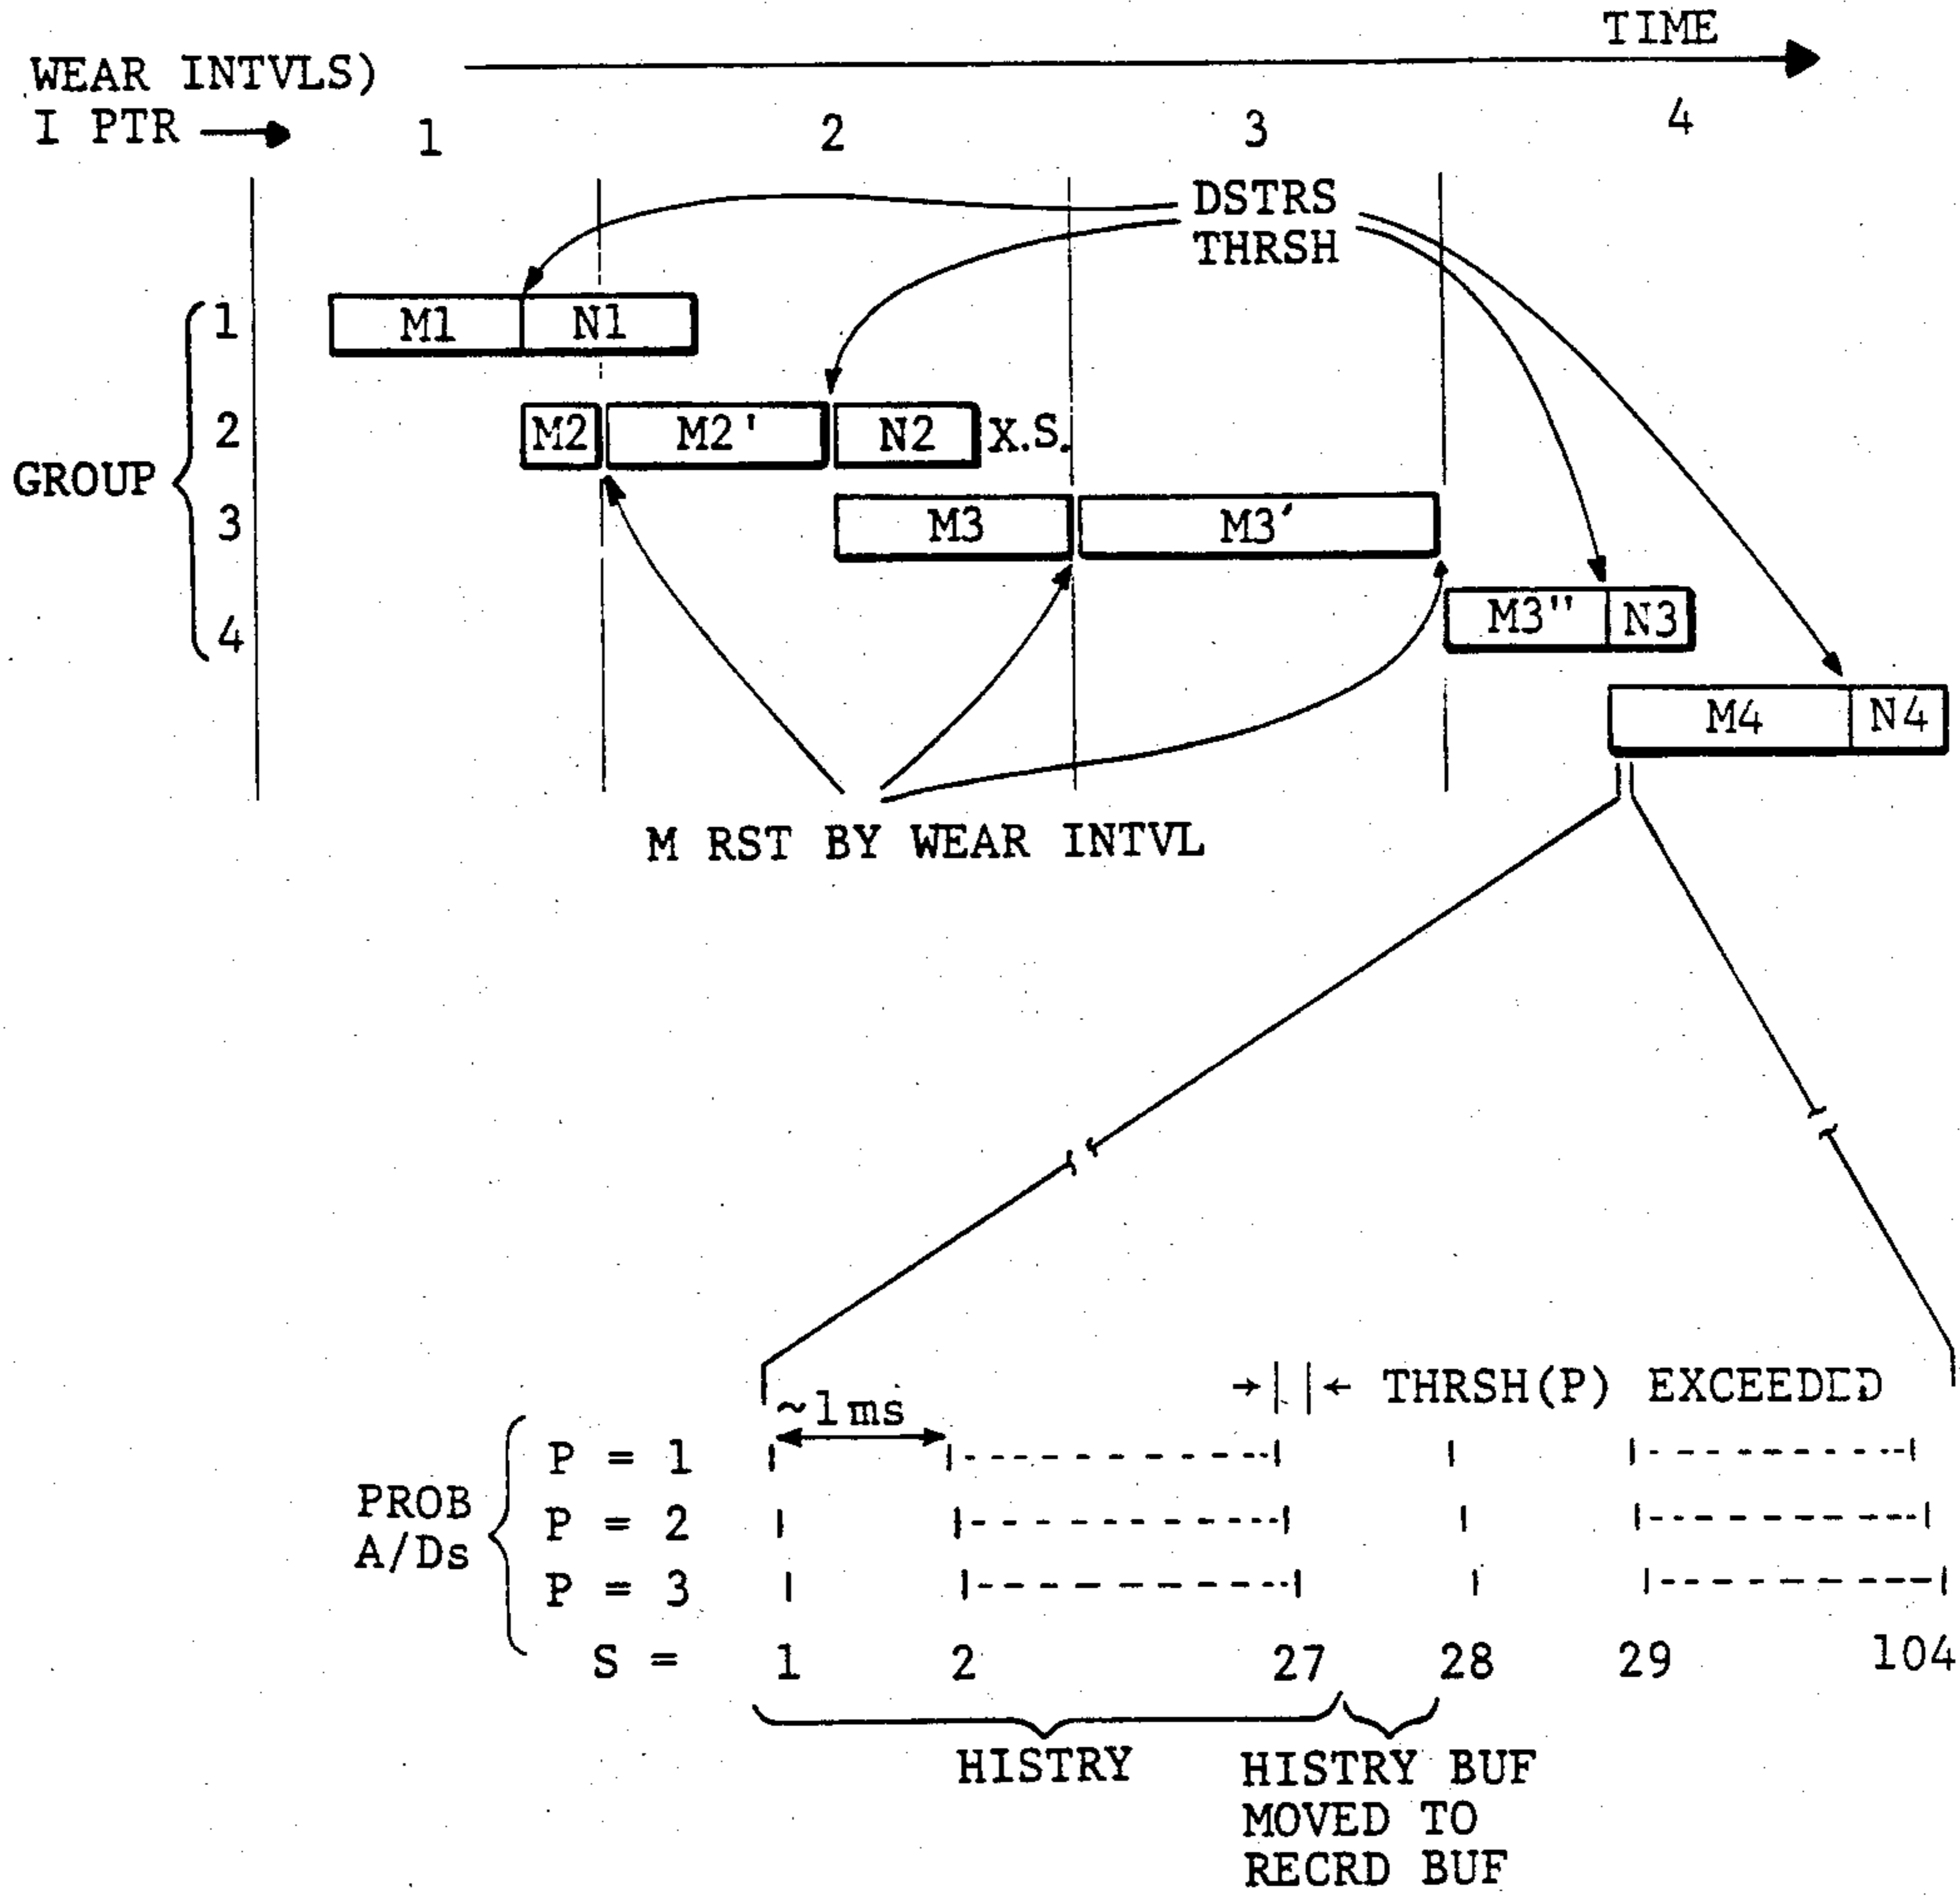 TIME
WEAR INTVLS)
I PTR
1 2 3 4
DSTRS
THRSH
1 M1 N1
2 M2 M2' N2 X.S.
GROUP
3 M3 M3'
4 M3" N3
M4 N4
M RST BY WEAR INTVL
THRSH(P) EXCEEDED
~1ms
P = 1
PROB P = 2
A/Ds
P = 3
S = 1 2 27 28 29 104
HISTRY HISTRY BUF
MOVED TO
RECRD BUF